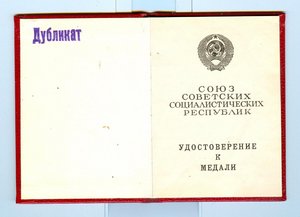 Дубликат
СОЮЗ
СОВЕТСКИХ
СОЦИАЛИСТИЧЕСКИХ
РЕСПУБЛИК
УДОСТОВЕРЕНИЕ
К
МЕДАЛИ